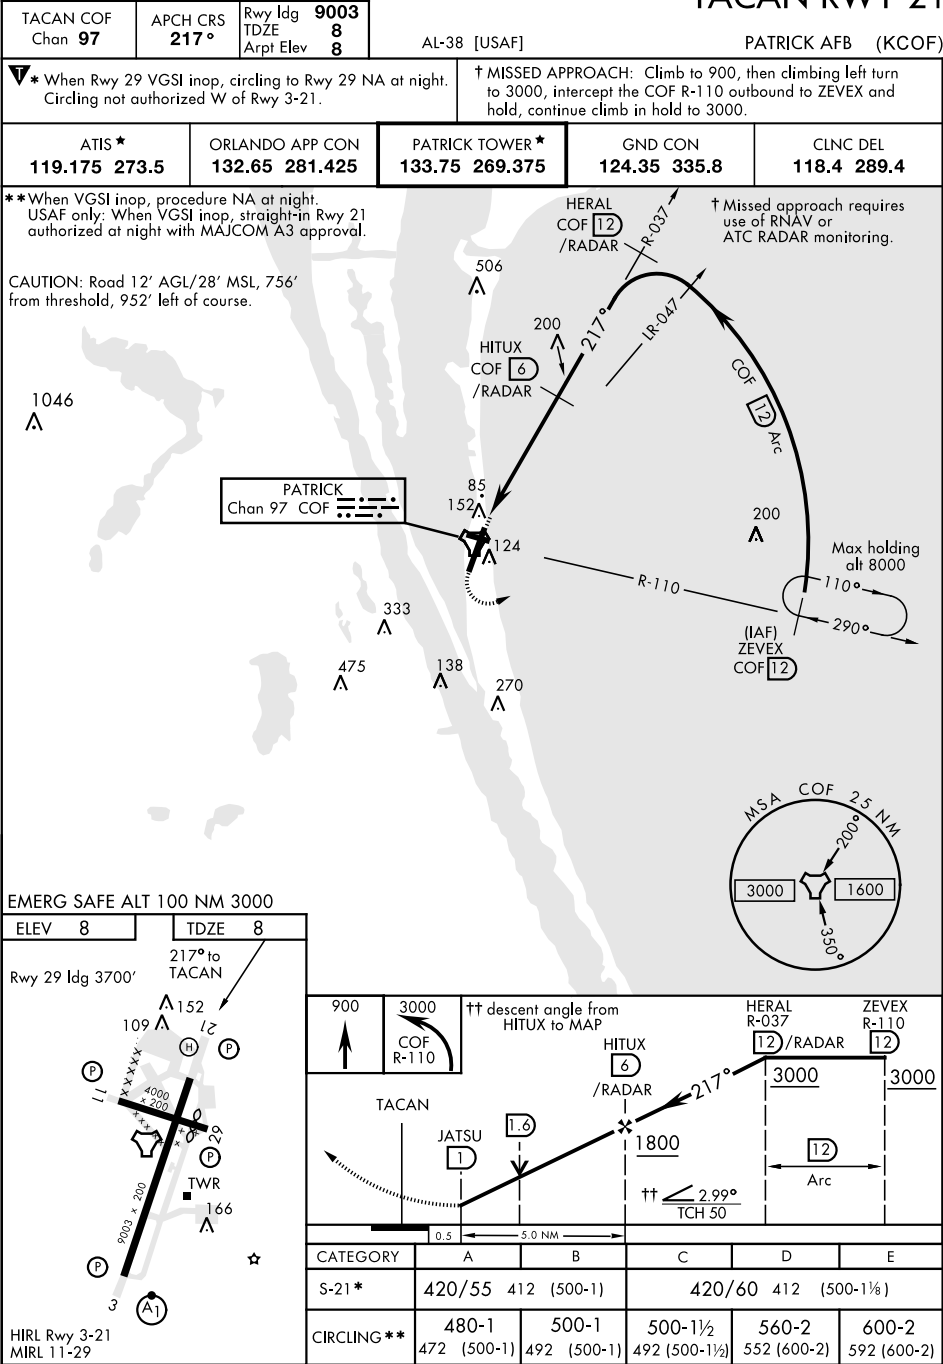 TACAN RWY 21
TACAN COF
Chan 97
APCH CRS
217°
Rwy ldg 9003
TDZE 8
Arpt Elev 8
AL-38 [USAF]
PATRICK AFB (KCOF)
T * When Rwy 29 VGSI inop, circling to Rwy 29 NA at night.
Circling not authorized W of Rwy 3-21.
† MISSED APPROACH: Climb to 900, then climbing left turn
to 3000, intercept the COF R-110 outbound to ZEVEX and
hold, continue climb in hold to 3000.
ATIS ★
119.175 273.5
ORLANDO APP CON
132.65 281.425
PATRICK TOWER ★
133.75 269.375
GND CON
124.35 335.8
CLNC DEL
118.4 289.4
** When VGSI inop, procedure NA at night.
USAF only: When VGSI inop, straight-in Rwy 21
authorized at night with MAJCOM A3 approval.
CAUTION: Road 12' AGL/28' MSL, 756'
from threshold, 952' left of course.
† Missed approach requires
use of RNAV or
ATC RADAR monitoring.
HERAL
COF 12
/RADAR
R-037
506
200
217°
LR-047
HITUX
COF 6
/RADAR
COF 12 Arc
1046
PATRICK
Chan 97 COF
85
152
124
200
Max holding
alt 8000
R-110
110°
290°
(IAF)
ZEVEX
COF 12
333
475
138
270
MSA COF 25 NM
200°
3000
1600
350°
EMERG SAFE ALT 100 NM 3000
ELEV 8
TDZE 8
217° to
TACAN
Rwy 29 ldg 3700'
152
109
21
H
P
P
11
4000 x 200
29
P
TWR
166
9003 x 200
P
3
A1
HIRL Rwy 3-21
MIRL 11-29
900
3000
COF
R-110
†† descent angle from
HITUX to MAP
HERAL
R-037
12 /RADAR
ZEVEX
R-110
12
HITUX
6
/RADAR
217°
3000
3000
TACAN
JATSU
1
1.6
1800
12
Arc
†† 2.99°
TCH 50
0.5
5.0 NM
CATEGORY A B C D E
S-21* 420/55 412 (500-1) 420/60 412 (500-1⅛)
CIRCLING** 480-1 500-1 500-1½ 560-2 600-2
472 (500-1) 492 (500-1) 492 (500-1½) 552 (600-2) 592 (600-2)